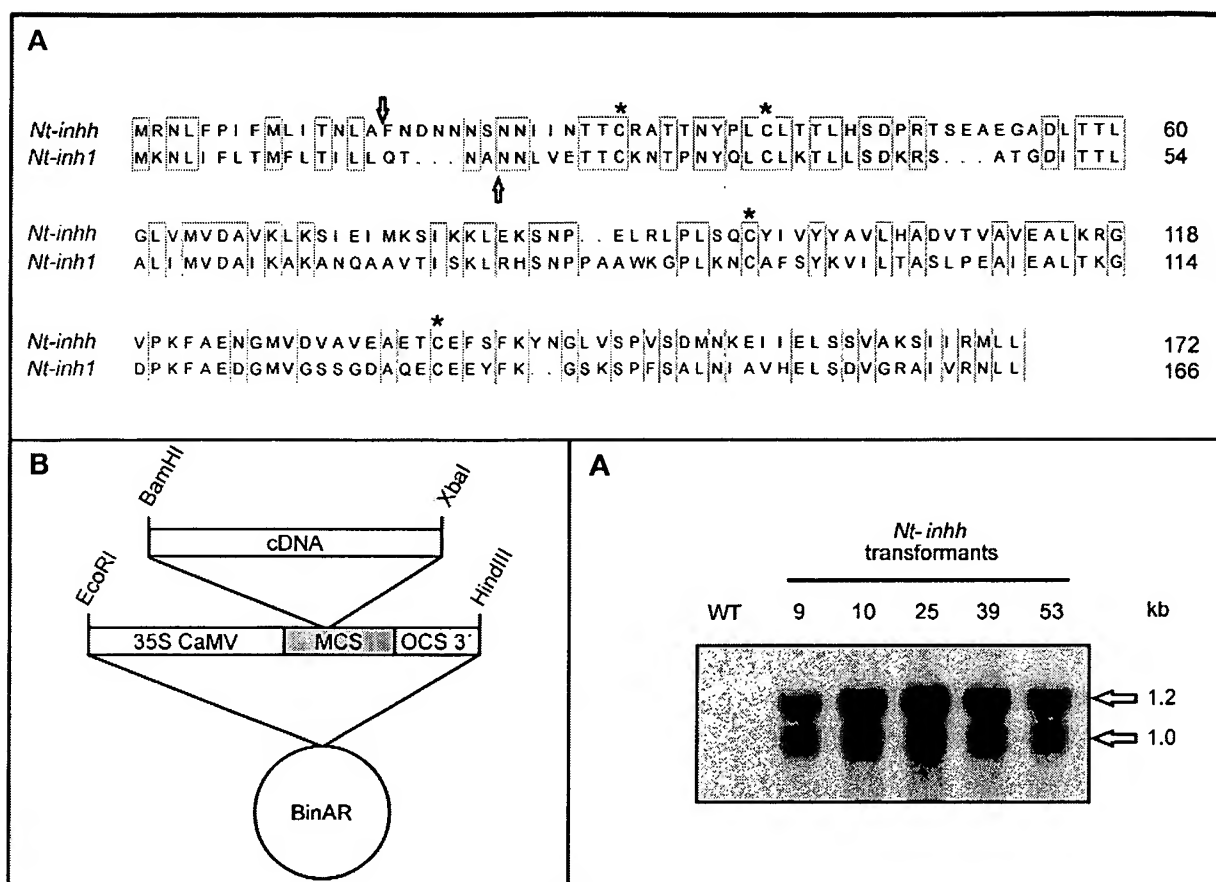 A
* *
Nt-inhh MRNLFPIFMLITNLAFNDNNNSNNIINTTCRATTNYPLCLTTLHSDPRTSEAEGADLTTL 60
Nt-inh1 MKNLIFLTMFLTILLQT...NANNLVETTCKNTPNYQLCLKTLLSDKRS...ATGDITTL 54
*
Nt-inhh GLVMVDAVKLKSIEIMKSIKKLEKSNP..ELRLPLSQCYIVYYAVLHADVTVAVEALKRG 118
Nt-inh1 ALIMVDAIKAKANQAAVTISKLRHSNPPAAWKGPLKNCAFSYKVILTASLPEAIEALTKG 114
*
Nt-inhh VPKFAENGMVDVAVEAETCEFSFKYNGLVSPVSDMNKEIIELSSVAKSIIRMLL 172
Nt-inh1 DPKFAEDGMVGSSGDAQECEEYFK..GSKSPFSALNIAVHELSDVGRAIVRNLL 166
B
BamHI XbaI
cDNA
EcoRI HindIII
35S CaMV MCS OCS 3´
BinAR
A
Nt-inhh
transformants
WT 9 10 25 39 53 kb
1.2
1.0